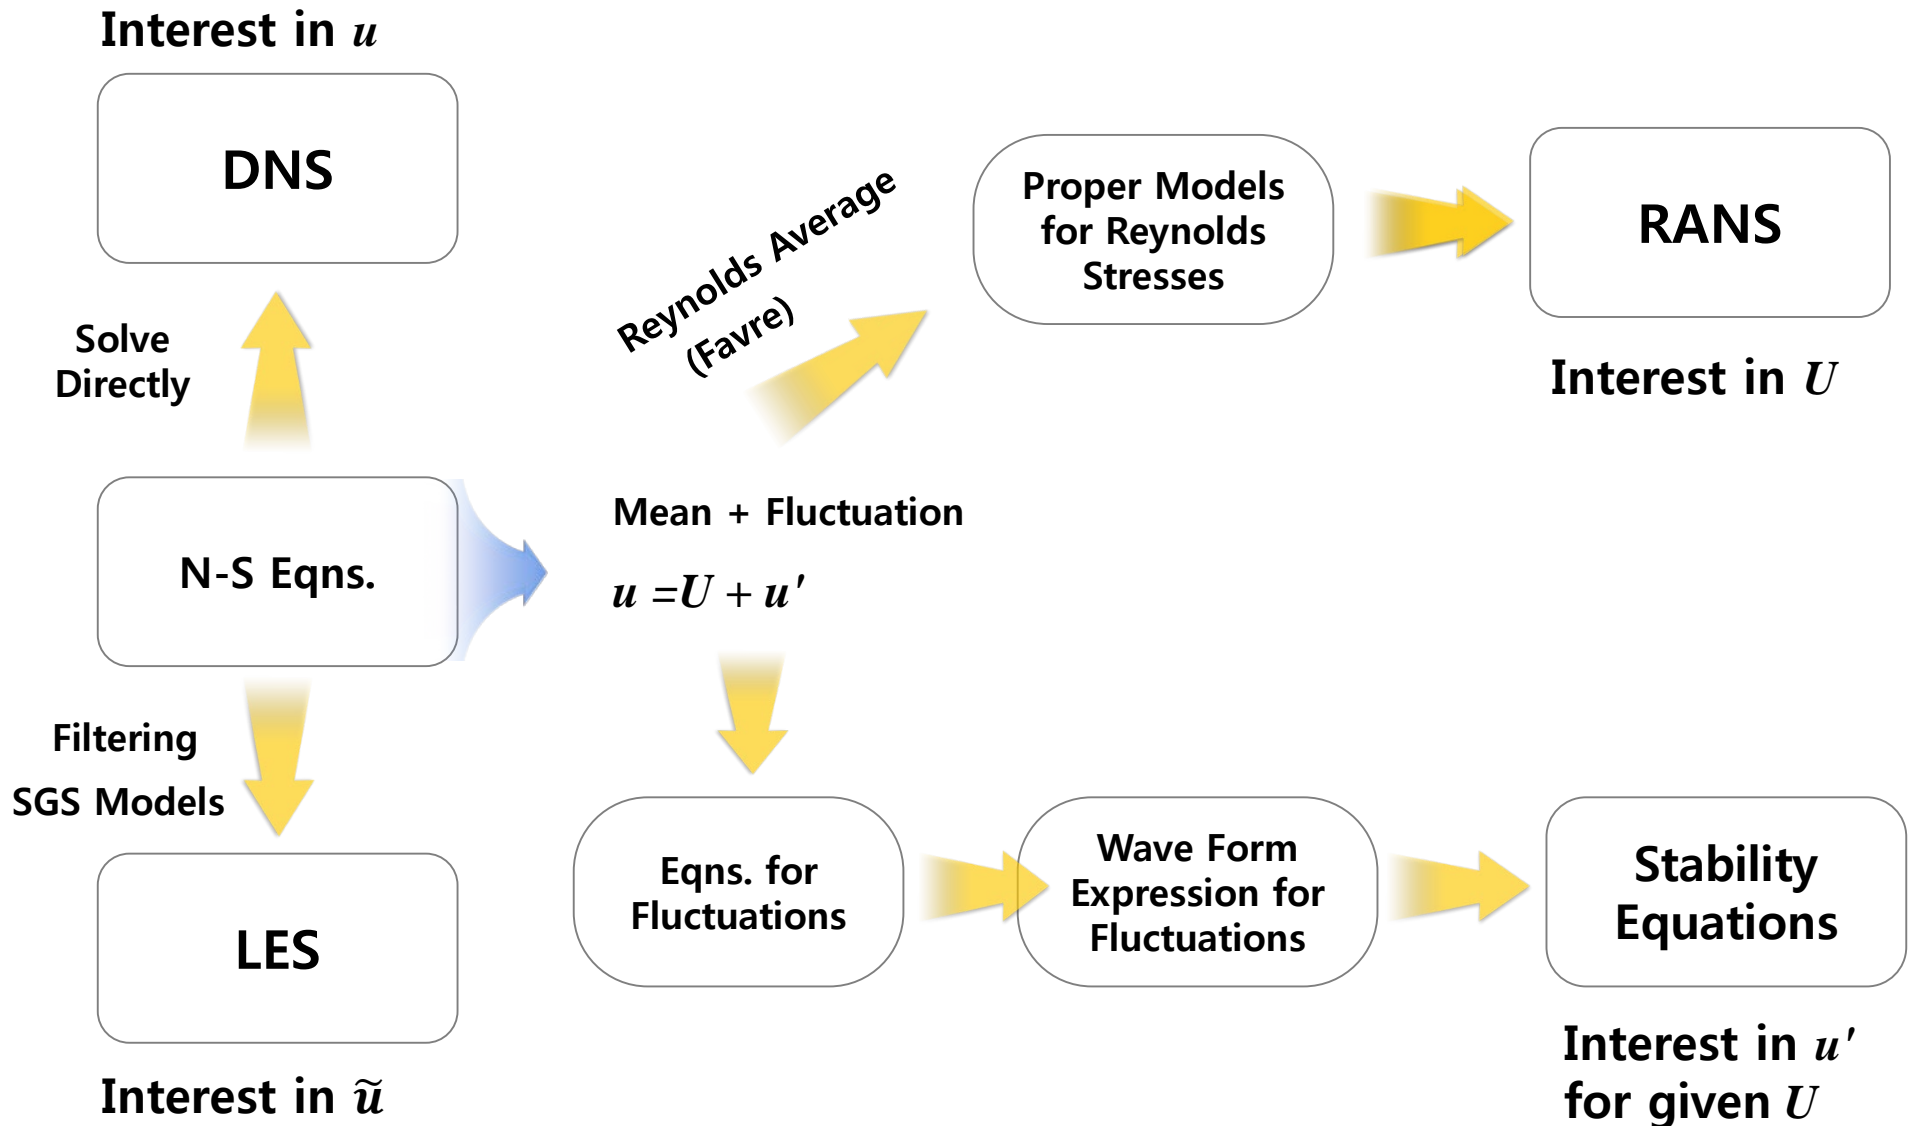 Interest in u
DNS
Solve
Directly
N-S Eqns.
Filtering
SGS Models
LES
Interest in ũ
Mean + Fluctuation
u =U + u′
Reynolds Average
(Favre)
Proper Models
for Reynolds
Stresses
RANS
Interest in U
Eqns. for
Fluctuations
Wave Form
Expression for
Fluctuations
Stability
Equations
Interest in u′
for given U